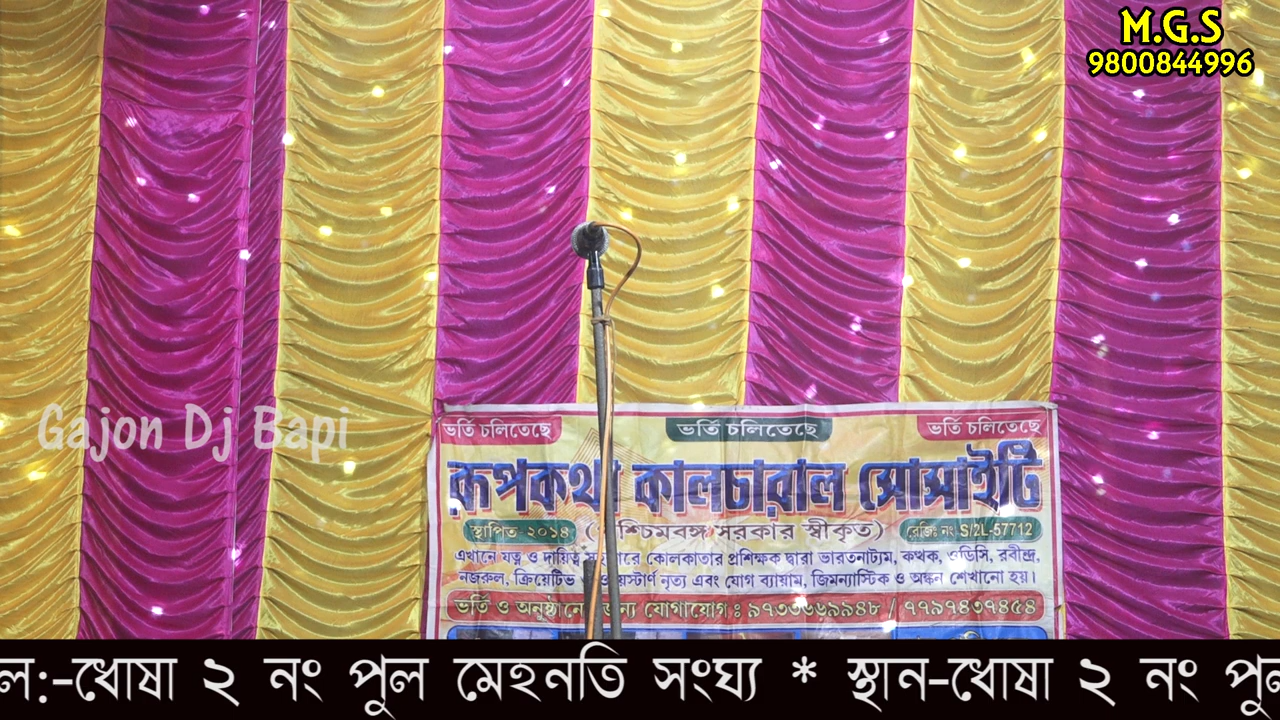 M.G.S
9800844996
Gajon Dj Bapi
ভর্তি চলিতেছে ভর্তি চলিতেছে ভর্তি চলিতেছে
রূপকথা কালচারাল সোসাইটি
স্থাপিত-২০১৪ (পশ্চিমবঙ্গ সরকার স্বীকৃত) রেজিঃ নং S/2L-57712
এখানে যত্ন ও দায়িত্ব সহকারে কোলকাতার প্রশিক্ষক দ্বারা ভারতনাট্যম, কত্থক, ওডিসি, রবীন্দ্র,
নজরুল, ক্রিয়েটিভ ও ওয়েস্টার্ণ নৃত্য এবং যোগ ব্যায়াম, জিমন্যাস্টিক ও অঙ্কন শেখানো হয়।
ভর্তি ও অনুষ্ঠানের জন্য যোগাযোগ : ৯৭৩৩৬৬৯৯৪৮ / ৭৭৯৭৪৩৭৪৫৪
ল:-ধোষা ২ নং পুল মেহনতি সংঘ্য * স্থান-ধোষা ২ নং পুল